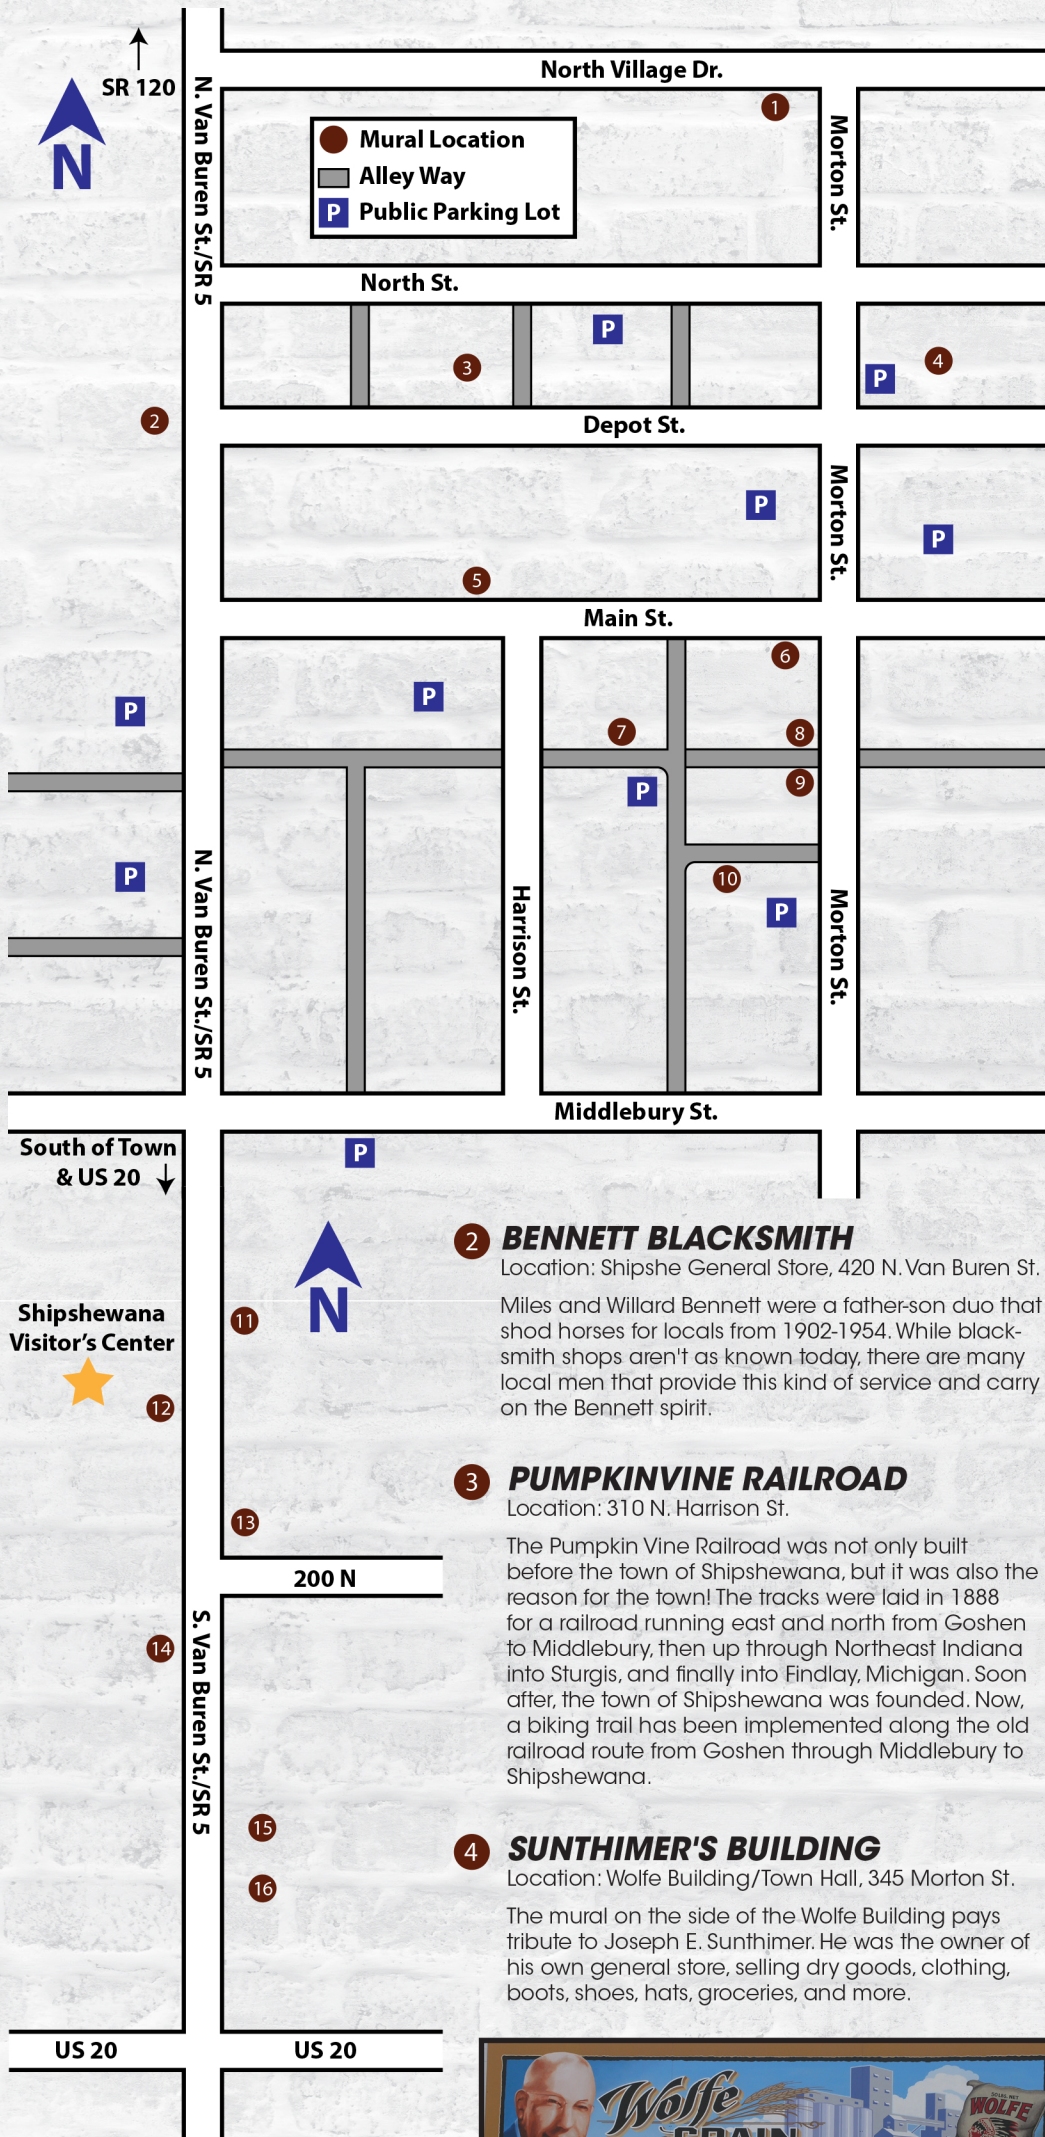 SR 120
N
N. Van Buren St./SR 5
North Village Dr.
1
Mural Location
Alley Way
P Public Parking Lot
Morton St.
North St.
P
3
4
P
2
Depot St.
P
Morton St.
P
5
Main St.
6
P
P
7
8
P
9
P
10
P
N. Van Buren St./SR 5
Harrison St.
Morton St.
Middlebury St.
South of Town
& US 20
P
N
Shipshewana
Visitor's Center
11
12
13
200 N
14
S. Van Buren St./SR 5
15
16
US 20
US 20
2 BENNETT BLACKSMITH
Location: Shipshe General Store, 420 N. Van Buren St.
Miles and Willard Bennett were a father-son duo that
shod horses for locals from 1902-1954. While black-
smith shops aren't as known today, there are many
local men that provide this kind of service and carry
on the Bennett spirit.
3 PUMPKINVINE RAILROAD
Location: 310 N. Harrison St.
The Pumpkin Vine Railroad was not only built
before the town of Shipshewana, but it was also the
reason for the town! The tracks were laid in 1888
for a railroad running east and north from Goshen
to Middlebury, then up through Northeast Indiana
into Sturgis, and finally into Findlay, Michigan. Soon
after, the town of Shipshewana was founded. Now,
a biking trail has been implemented along the old
railroad route from Goshen through Middlebury to
Shipshewana.
4 SUNTHIMER'S BUILDING
Location: Wolfe Building/Town Hall, 345 Morton St.
The mural on the side of the Wolfe Building pays
tribute to Joseph E. Sunthimer. He was the owner of
his own general store, selling dry goods, clothing,
boots, shoes, hats, groceries, and more.
Wolfe
GRAIN
WOLFE